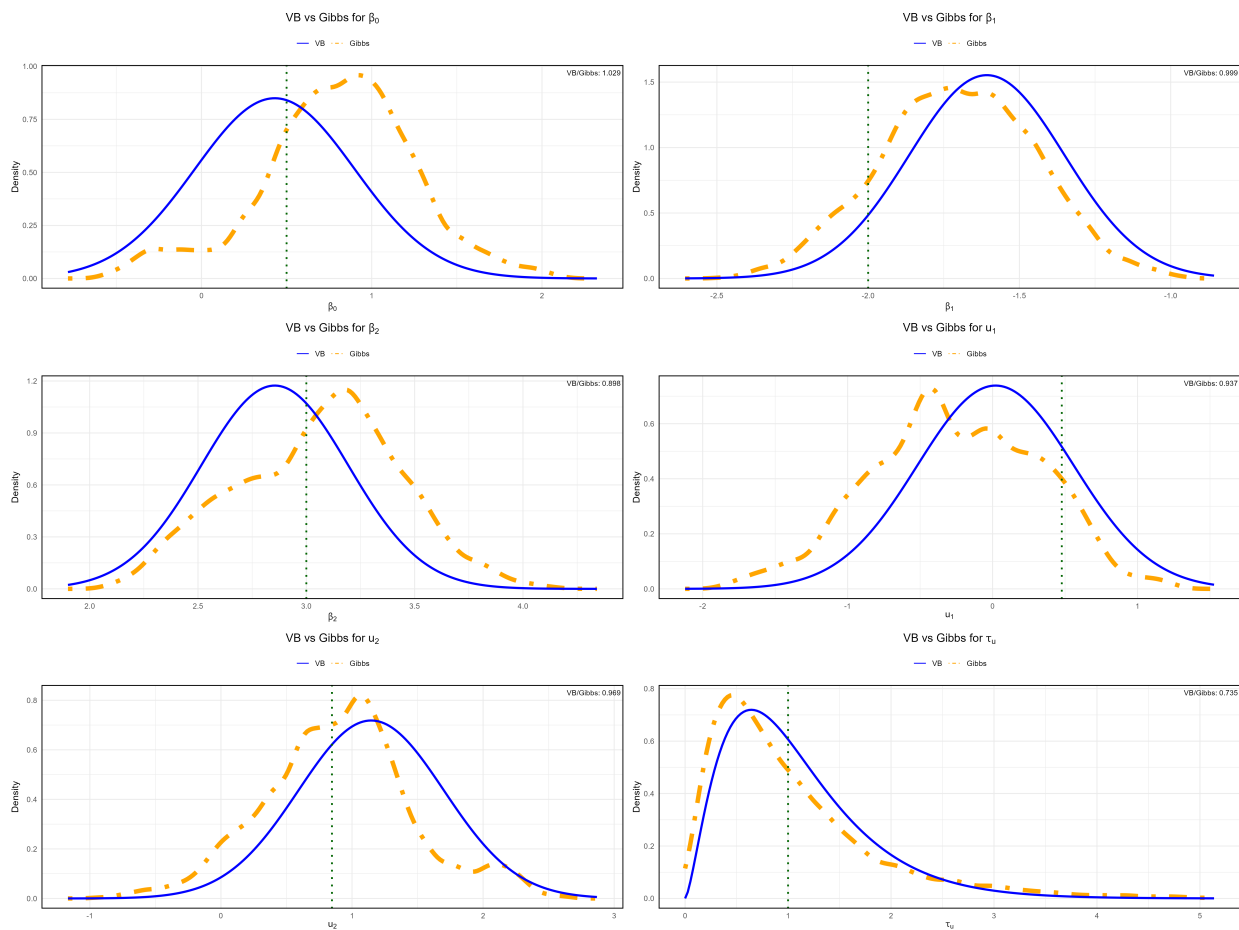 VB vs Gibbs for β₀
VB Gibbs
VB/Gibbs: 1.029
1.00
0.75
0.50
0.25
0.00
Density
0 1 2
β₀
VB vs Gibbs for β₁
VB Gibbs
VB/Gibbs: 0.999
1.5
1.0
0.5
0.0
Density
-2.5 -2.0 -1.5 -1.0
β₁
VB vs Gibbs for β₂
VB Gibbs
VB/Gibbs: 0.898
1.2
0.9
0.6
0.3
0.0
Density
2.0 2.5 3.0 3.5 4.0
β₂
VB vs Gibbs for u₁
VB Gibbs
VB/Gibbs: 0.937
0.6
0.4
0.2
0.0
Density
-2 -1 0 1
u₁
VB vs Gibbs for u₂
VB Gibbs
VB/Gibbs: 0.969
0.8
0.6
0.4
0.2
0.0
Density
-1 0 1 2 3
u₂
VB vs Gibbs for τᵤ
VB Gibbs
VB/Gibbs: 0.735
0.8
0.6
0.4
0.2
0.0
Density
0 1 2 3 4 5
τᵤ